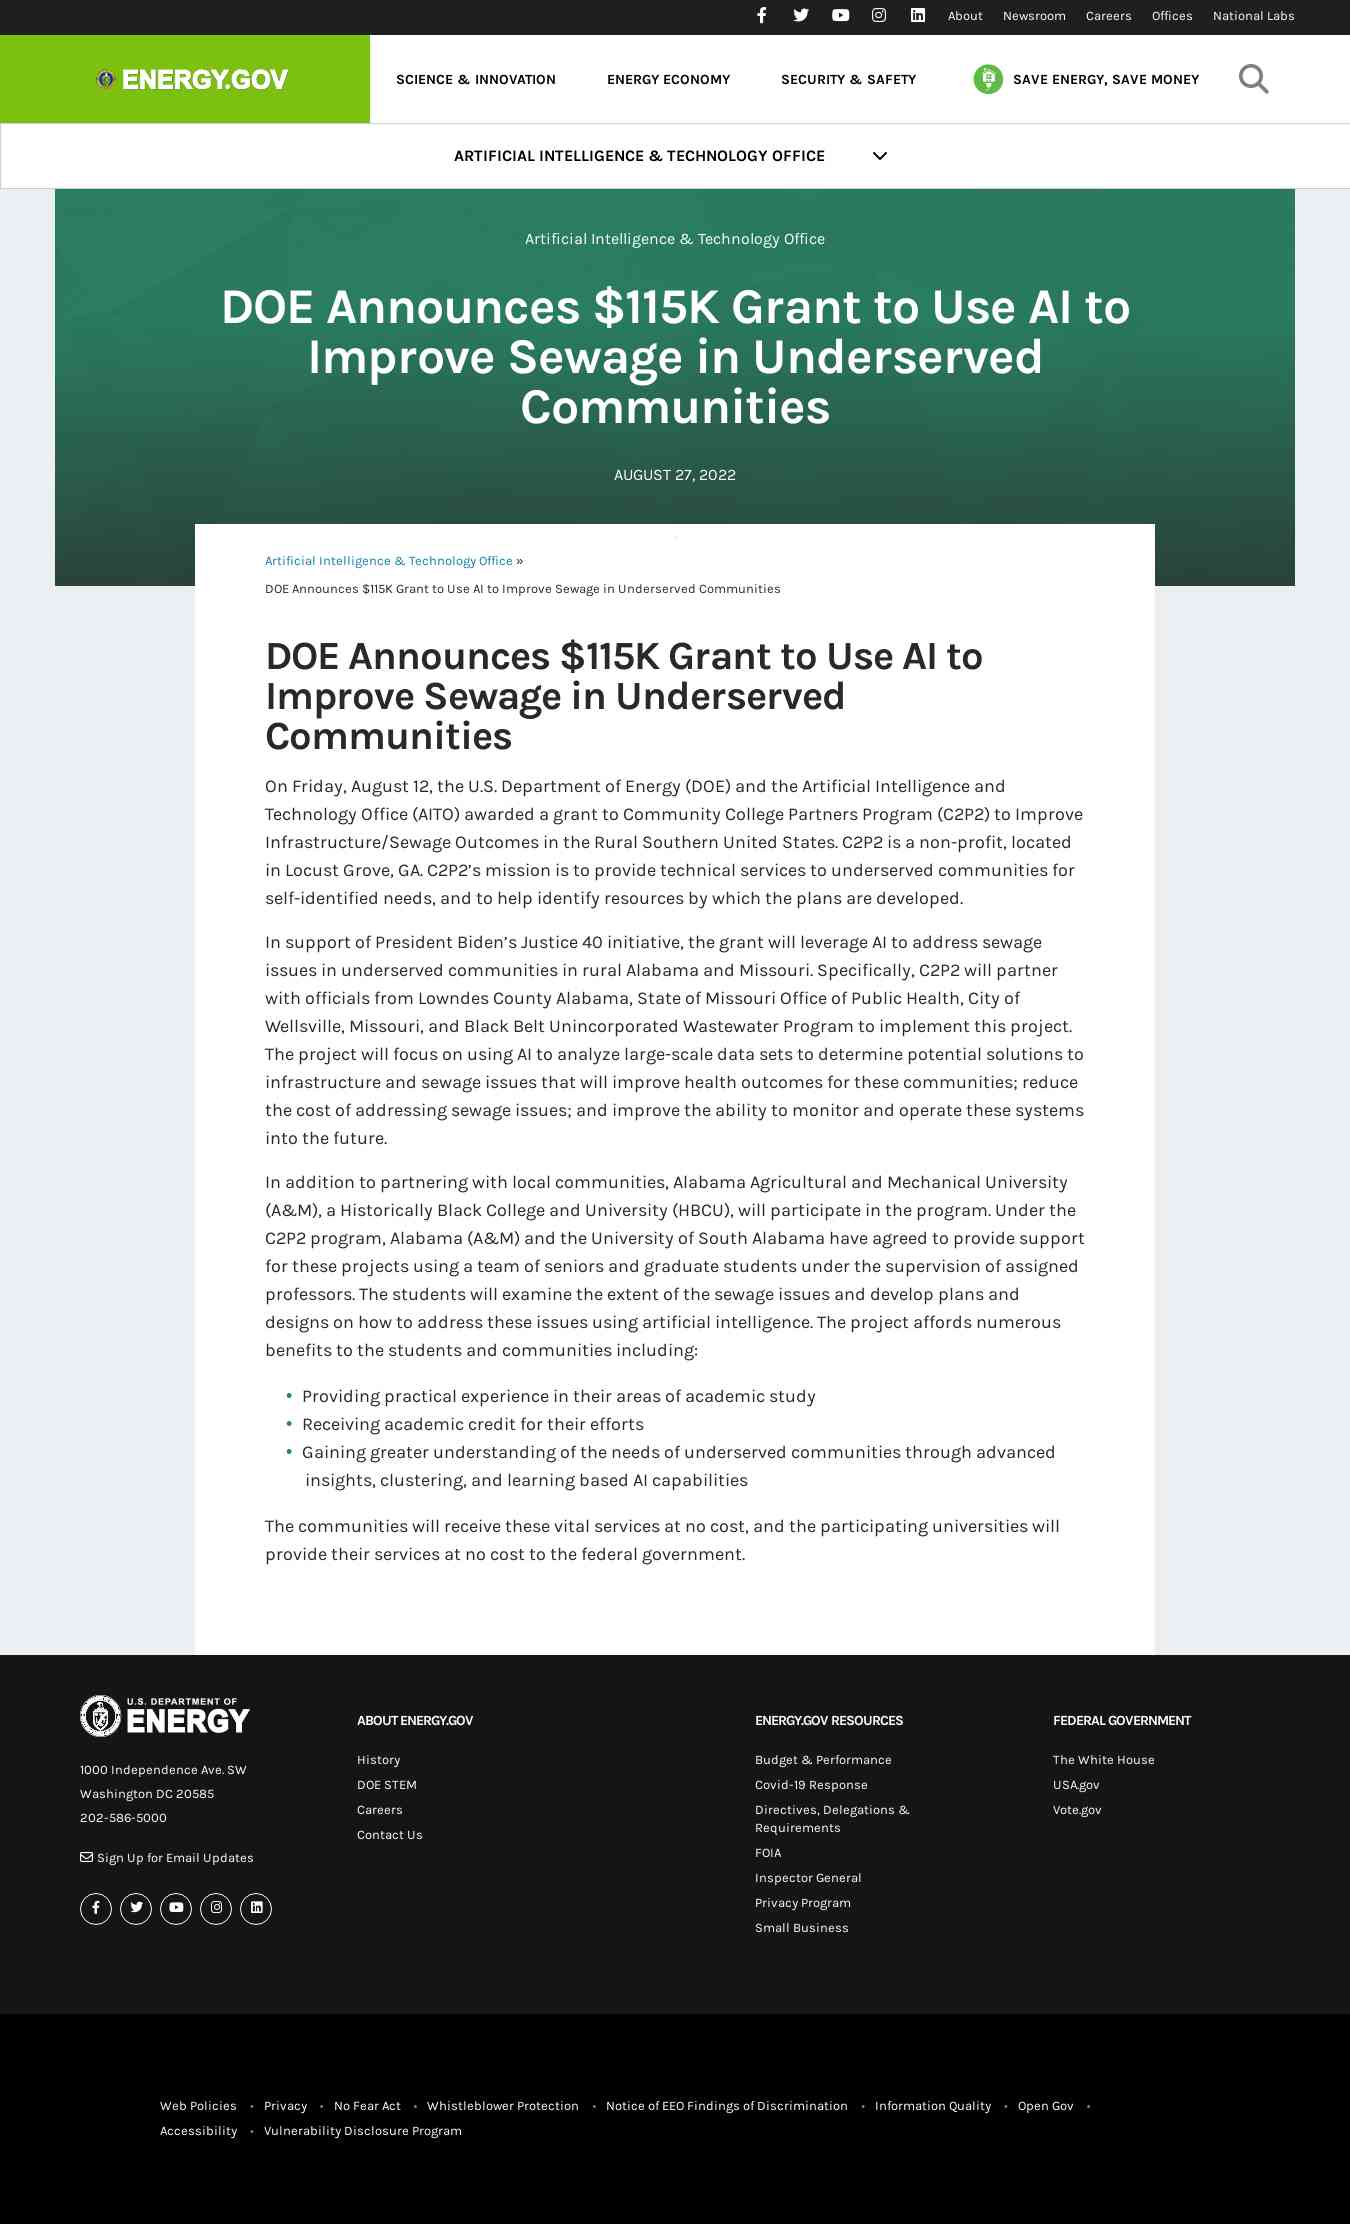 About Newsroom Careers Offices National Labs
ENERGY.GOV
SCIENCE & INNOVATION ENERGY ECONOMY SECURITY & SAFETY SAVE ENERGY, SAVE MONEY
ARTIFICIAL INTELLIGENCE & TECHNOLOGY OFFICE
Artificial Intelligence & Technology Office
DOE Announces $115K Grant to Use AI to
Improve Sewage in Underserved
Communities
AUGUST 27, 2022
Artificial Intelligence & Technology Office »
DOE Announces $115K Grant to Use AI to Improve Sewage in Underserved Communities
DOE Announces $115K Grant to Use AI to
Improve Sewage in Underserved
Communities
On Friday, August 12, the U.S. Department of Energy (DOE) and the Artificial Intelligence and
Technology Office (AITO) awarded a grant to Community College Partners Program (C2P2) to Improve
Infrastructure/Sewage Outcomes in the Rural Southern United States. C2P2 is a non-profit, located
in Locust Grove, GA. C2P2’s mission is to provide technical services to underserved communities for
self-identified needs, and to help identify resources by which the plans are developed.
In support of President Biden’s Justice 40 initiative, the grant will leverage AI to address sewage
issues in underserved communities in rural Alabama and Missouri. Specifically, C2P2 will partner
with officials from Lowndes County Alabama, State of Missouri Office of Public Health, City of
Wellsville, Missouri, and Black Belt Unincorporated Wastewater Program to implement this project.
The project will focus on using AI to analyze large-scale data sets to determine potential solutions to
infrastructure and sewage issues that will improve health outcomes for these communities; reduce
the cost of addressing sewage issues; and improve the ability to monitor and operate these systems
into the future.
In addition to partnering with local communities, Alabama Agricultural and Mechanical University
(A&M), a Historically Black College and University (HBCU), will participate in the program. Under the
C2P2 program, Alabama (A&M) and the University of South Alabama have agreed to provide support
for these projects using a team of seniors and graduate students under the supervision of assigned
professors. The students will examine the extent of the sewage issues and develop plans and
designs on how to address these issues using artificial intelligence. The project affords numerous
benefits to the students and communities including:
• Providing practical experience in their areas of academic study
• Receiving academic credit for their efforts
• Gaining greater understanding of the needs of underserved communities through advanced
insights, clustering, and learning based AI capabilities
The communities will receive these vital services at no cost, and the participating universities will
provide their services at no cost to the federal government.
U.S. DEPARTMENT OF
ENERGY
1000 Independence Ave. SW
Washington DC 20585
202-586-5000
Sign Up for Email Updates
ABOUT ENERGY.GOV
History
DOE STEM
Careers
Contact Us
ENERGY.GOV RESOURCES
Budget & Performance
Covid-19 Response
Directives, Delegations &
Requirements
FOIA
Inspector General
Privacy Program
Small Business
FEDERAL GOVERNMENT
The White House
USA.gov
Vote.gov
Web Policies • Privacy • No Fear Act • Whistleblower Protection • Notice of EEO Findings of Discrimination • Information Quality • Open Gov •
Accessibility • Vulnerability Disclosure Program